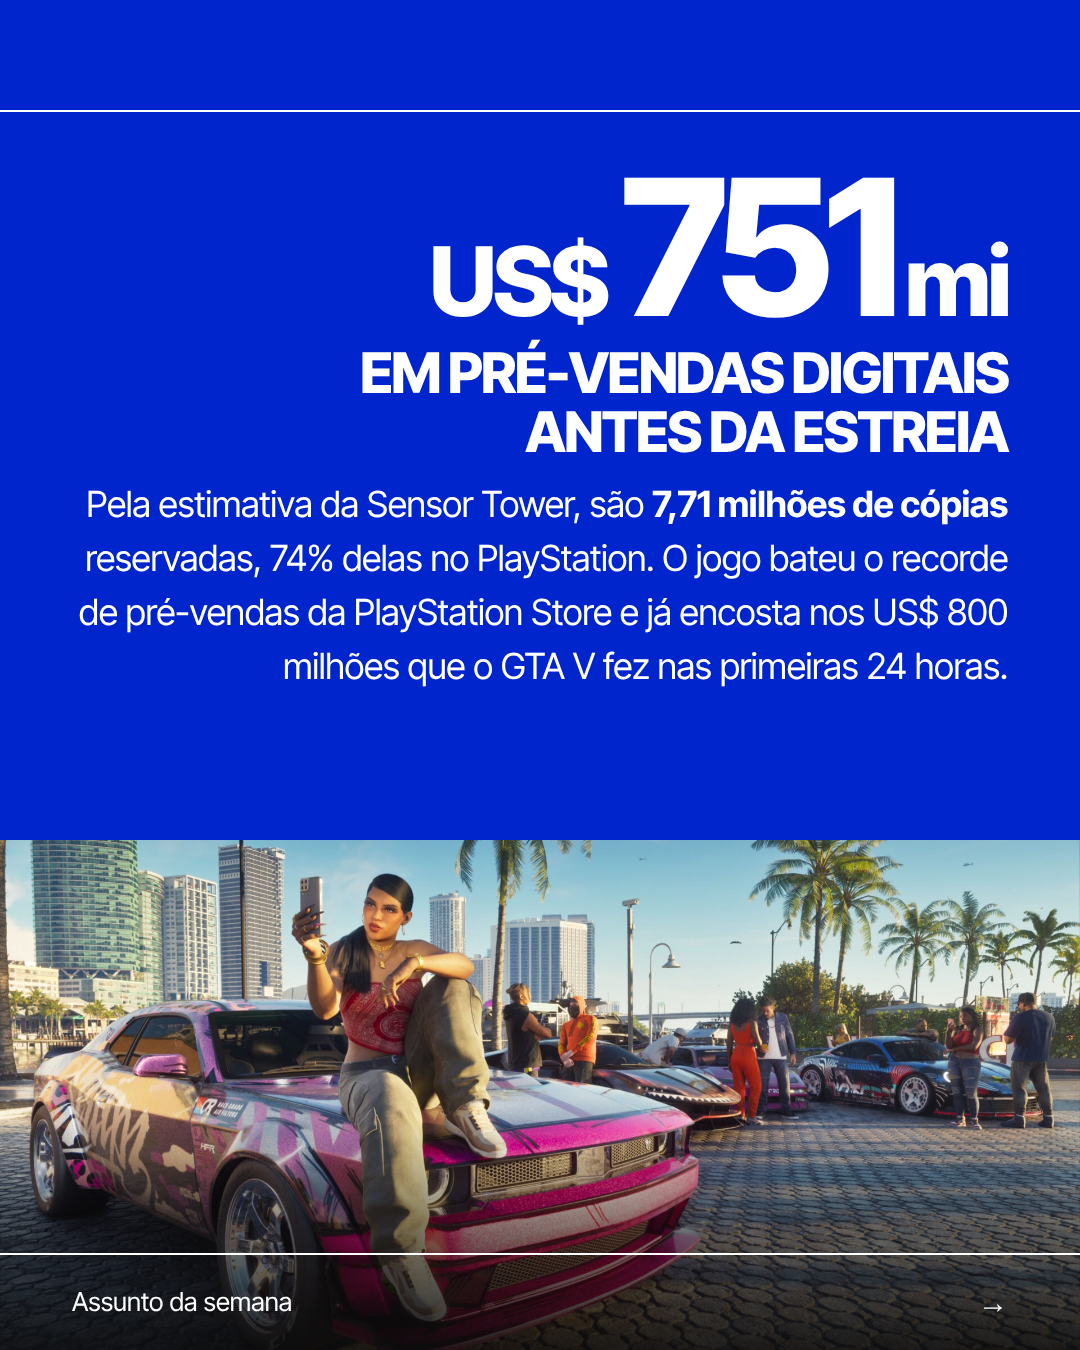 US$ 751 mi
EM PRÉ-VENDAS DIGITAIS
ANTES DA ESTREIA
Pela estimativa da Sensor Tower, são 7,71 milhões de cópias
reservadas, 74% delas no PlayStation. O jogo bateu o recorde
de pré-vendas da PlayStation Store e já encosta nos US$ 800
milhões que o GTA V fez nas primeiras 24 horas.
Assunto da semana
→